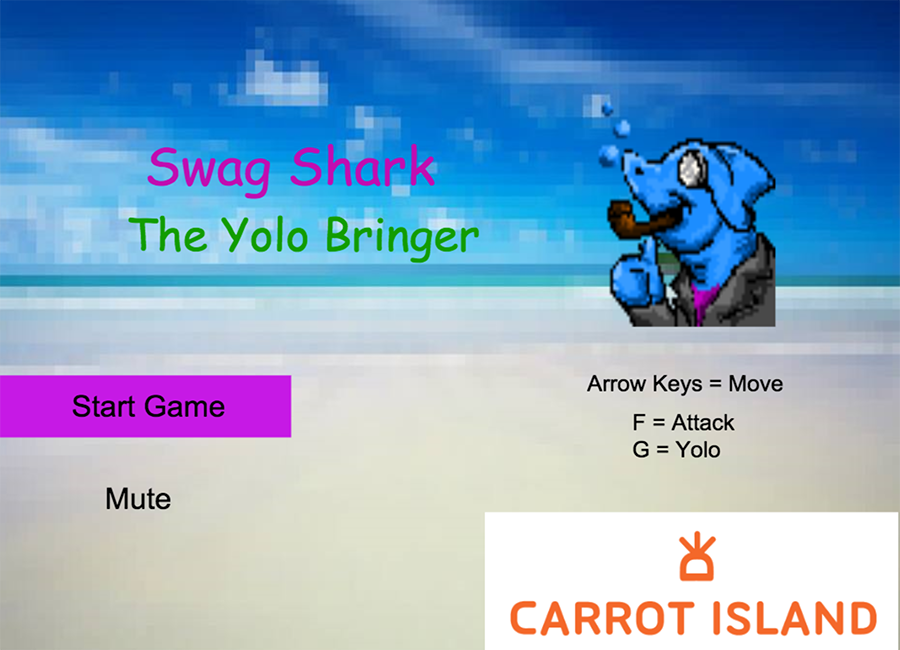 Swag Shark
The Yolo Bringer
Start Game
Mute
Arrow Keys = Move
F = Attack
G = Yolo
CARROT ISLAND